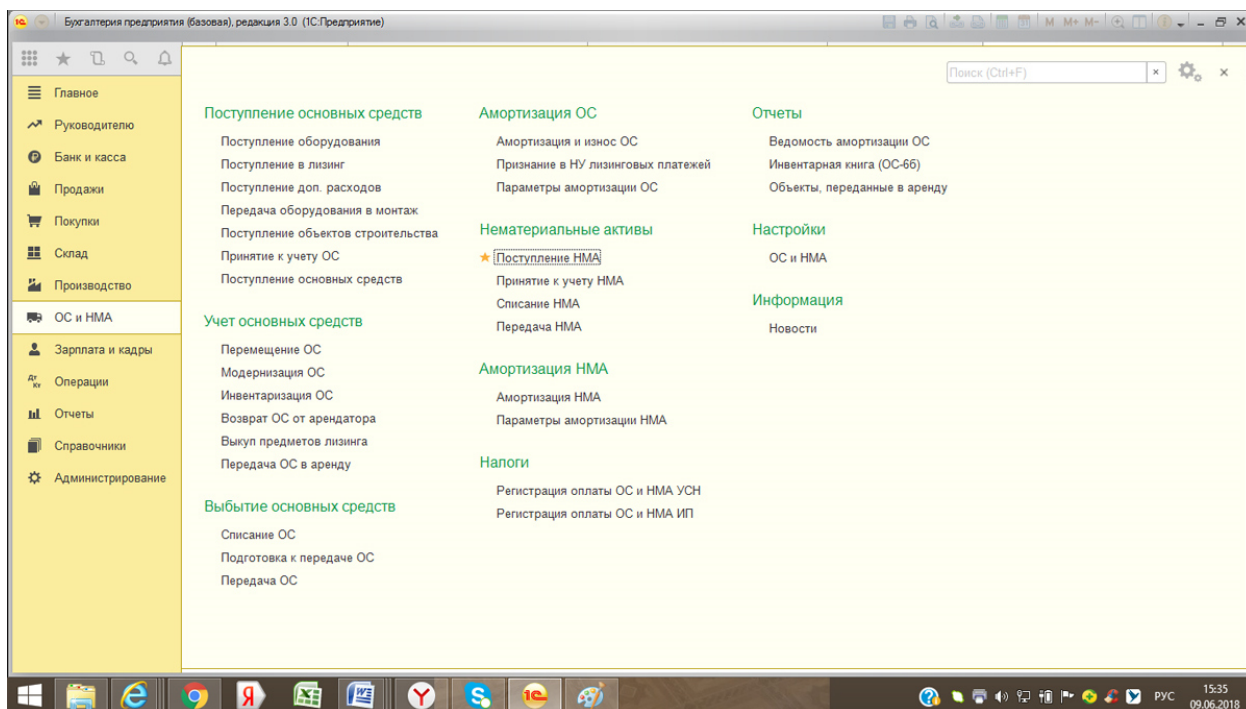 Бухгалтерия предприятия (базовая), редакция 3.0 (1С:Предприятие)
M M+ M-
Поиск (Ctrl+F)
Главное
Руководителю
Банк и касса
Продажи
Покупки
Склад
Производство
ОС и НМА
Зарплата и кадры
Операции
Отчеты
Справочники
Администрирование
Поступление основных средств
Поступление оборудования
Поступление в лизинг
Поступление доп. расходов
Передача оборудования в монтаж
Поступление объектов строительства
Принятие к учету ОС
Поступление основных средств
Учет основных средств
Перемещение ОС
Модернизация ОС
Инвентаризация ОС
Возврат ОС от арендатора
Выкуп предметов лизинга
Передача ОС в аренду
Выбытие основных средств
Списание ОС
Подготовка к передаче ОС
Передача ОС
Амортизация ОС
Амортизация и износ ОС
Признание в НУ лизинговых платежей
Параметры амортизации ОС
Нематериальные активы
Поступление НМА
Принятие к учету НМА
Списание НМА
Передача НМА
Амортизация НМА
Амортизация НМА
Параметры амортизации НМА
Налоги
Регистрация оплаты ОС и НМА УСН
Регистрация оплаты ОС и НМА ИП
Отчеты
Ведомость амортизации ОС
Инвентарная книга (ОС-6б)
Объекты, переданные в аренду
Настройки
ОС и НМА
Информация
Новости
РУС
15:35
09.06.2018